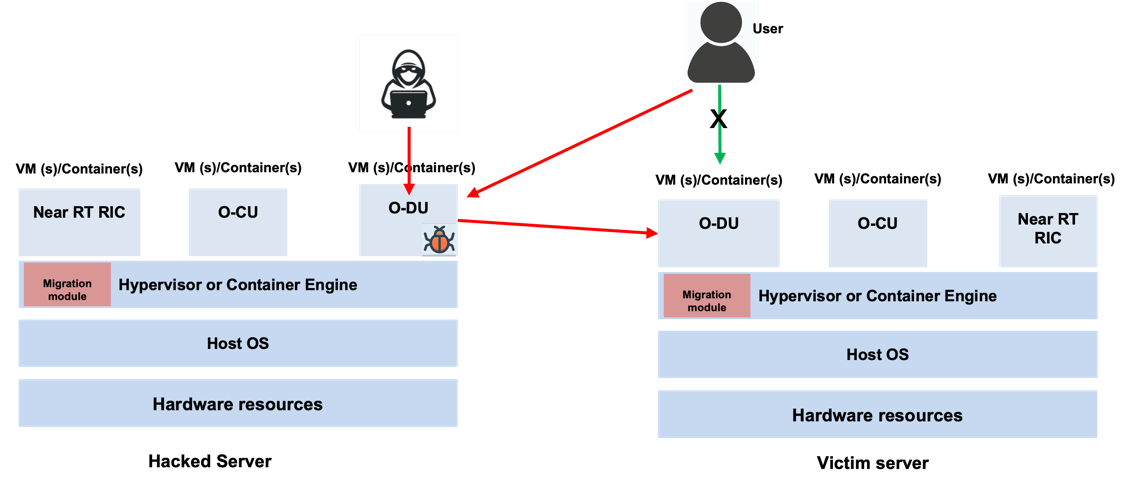 User
X
VM (s)/Container(s)
VM (s)/Container(s)
VM (s)/Container(s)
Near RT RIC
O-CU
O-DU
Migration
module
Hypervisor or Container Engine
Host OS
Hardware resources
Hacked Server
VM (s)/Container(s)
VM (s)/Container(s)
VM (s)/Container(s)
O-DU
O-CU
Near RT
RIC
Migration
module
Hypervisor or Container Engine
Host OS
Hardware resources
Victim server